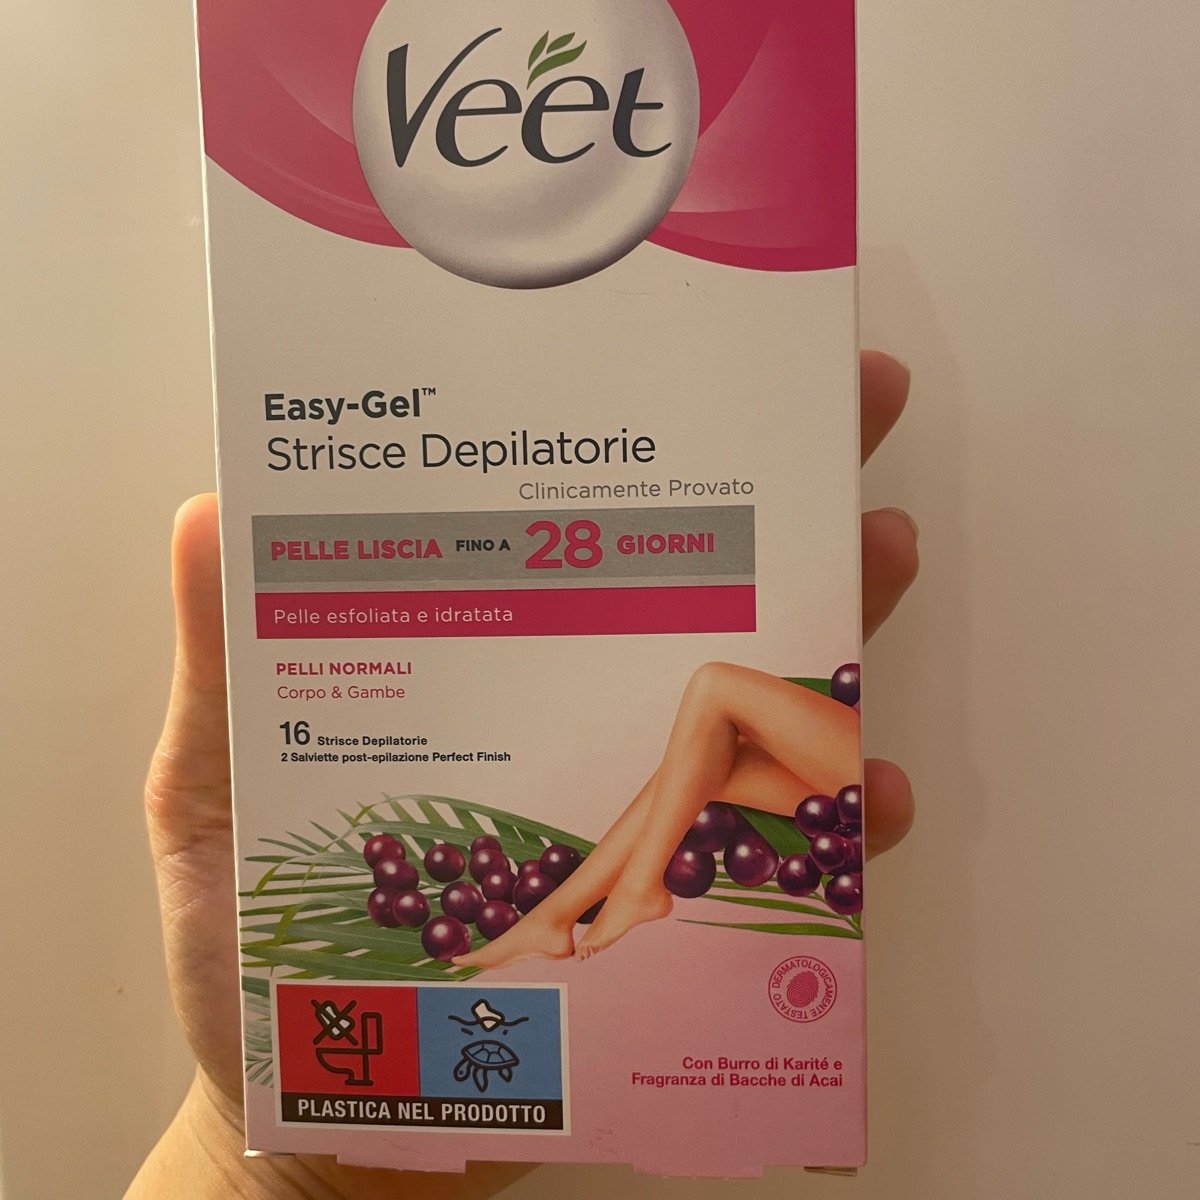 Veet
Easy-Gel™
Strisce Depilatorie
Clinicamente Provato
PELLE LISCIA FINO A 28 GIORNI
Pelle esfoliata e idratata
PELLI NORMALI
Corpo & Gambe
16 Strisce Depilatorie
2 Salviette post-epilazione Perfect Finish
DERMATOLOGICAMENTE TESTATO
Con Burro di Karité e
Fragranza di Bacche di Acai
PLASTICA NEL PRODOTTO